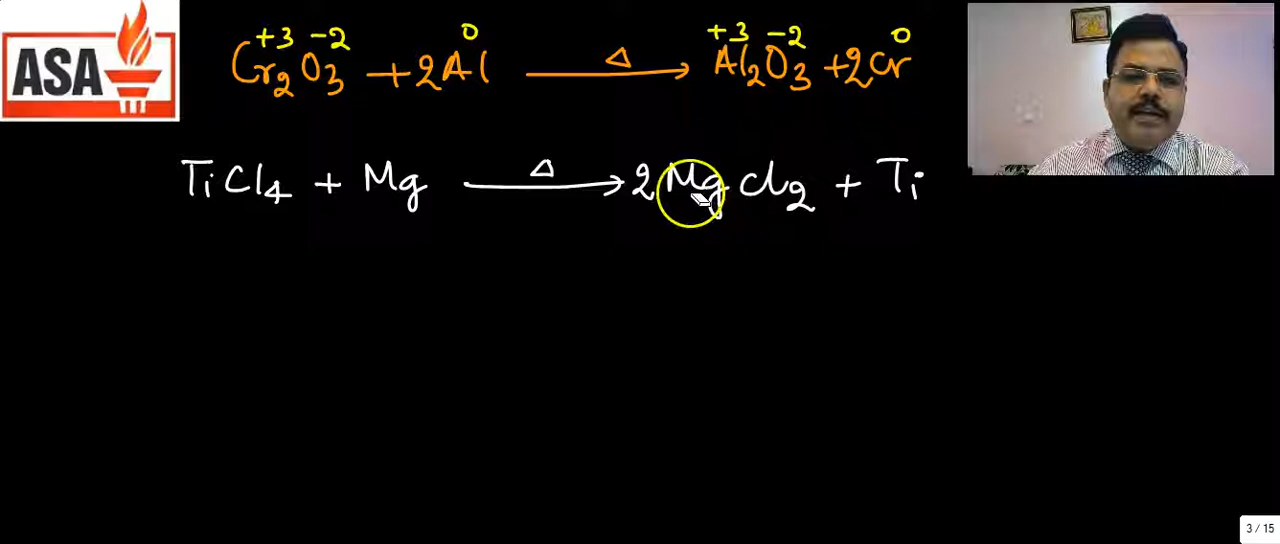 ASA
+3 -2 0 +3 -2 0
Cr₂O₃ + 2Al —Δ→ Al₂O₃ + 2Cr
TiCl₄ + Mg —Δ→ 2MgCl₂ + Ti
3 / 15